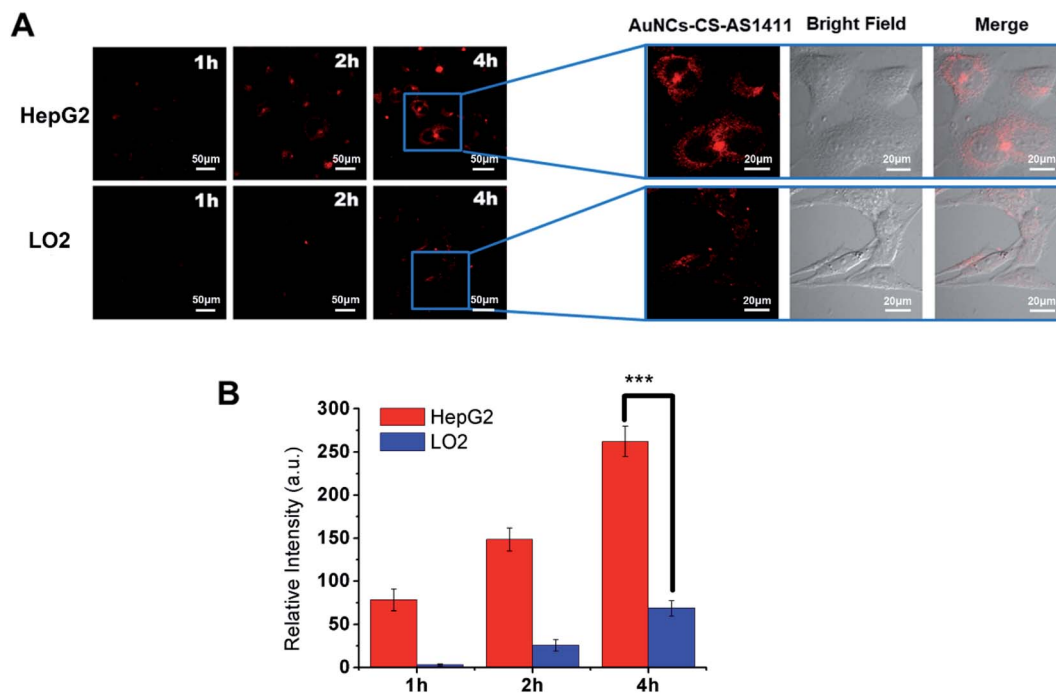 A
AuNCs-CS-AS1411 Bright Field Merge
1h 2h 4h
HepG2
50μm 50μm 50μm 20μm 20μm 20μm
1h 2h 4h
LO2
50μm 50μm 50μm 20μm 20μm 20μm
B
***
HepG2
LO2
Relative Intensity (a.u.)
300
250
200
150
100
50
0
1h 2h 4h